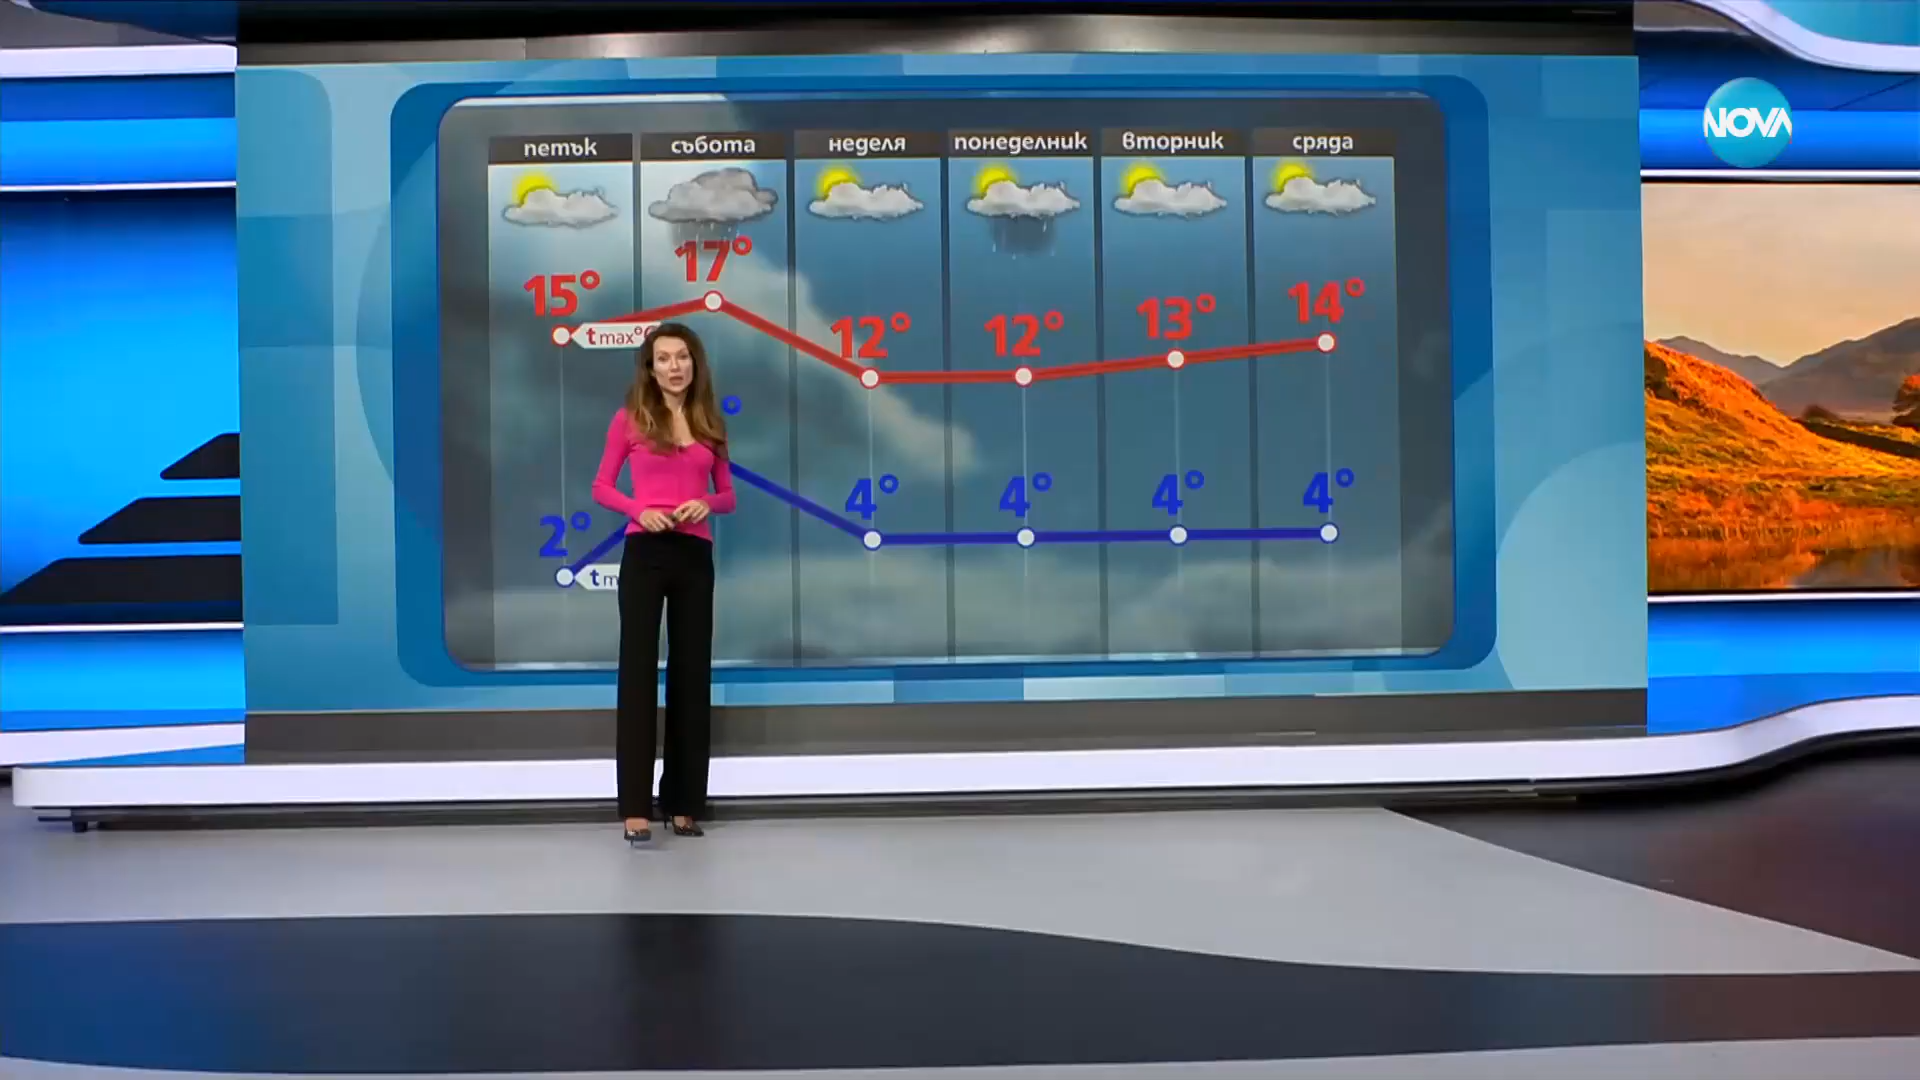 NOVA
петък
събота
неделя
понеделник
вторник
сряда
15°
17°
12°
12°
13°
14°
t max°
°
2°
4°
4°
4°
4°
t